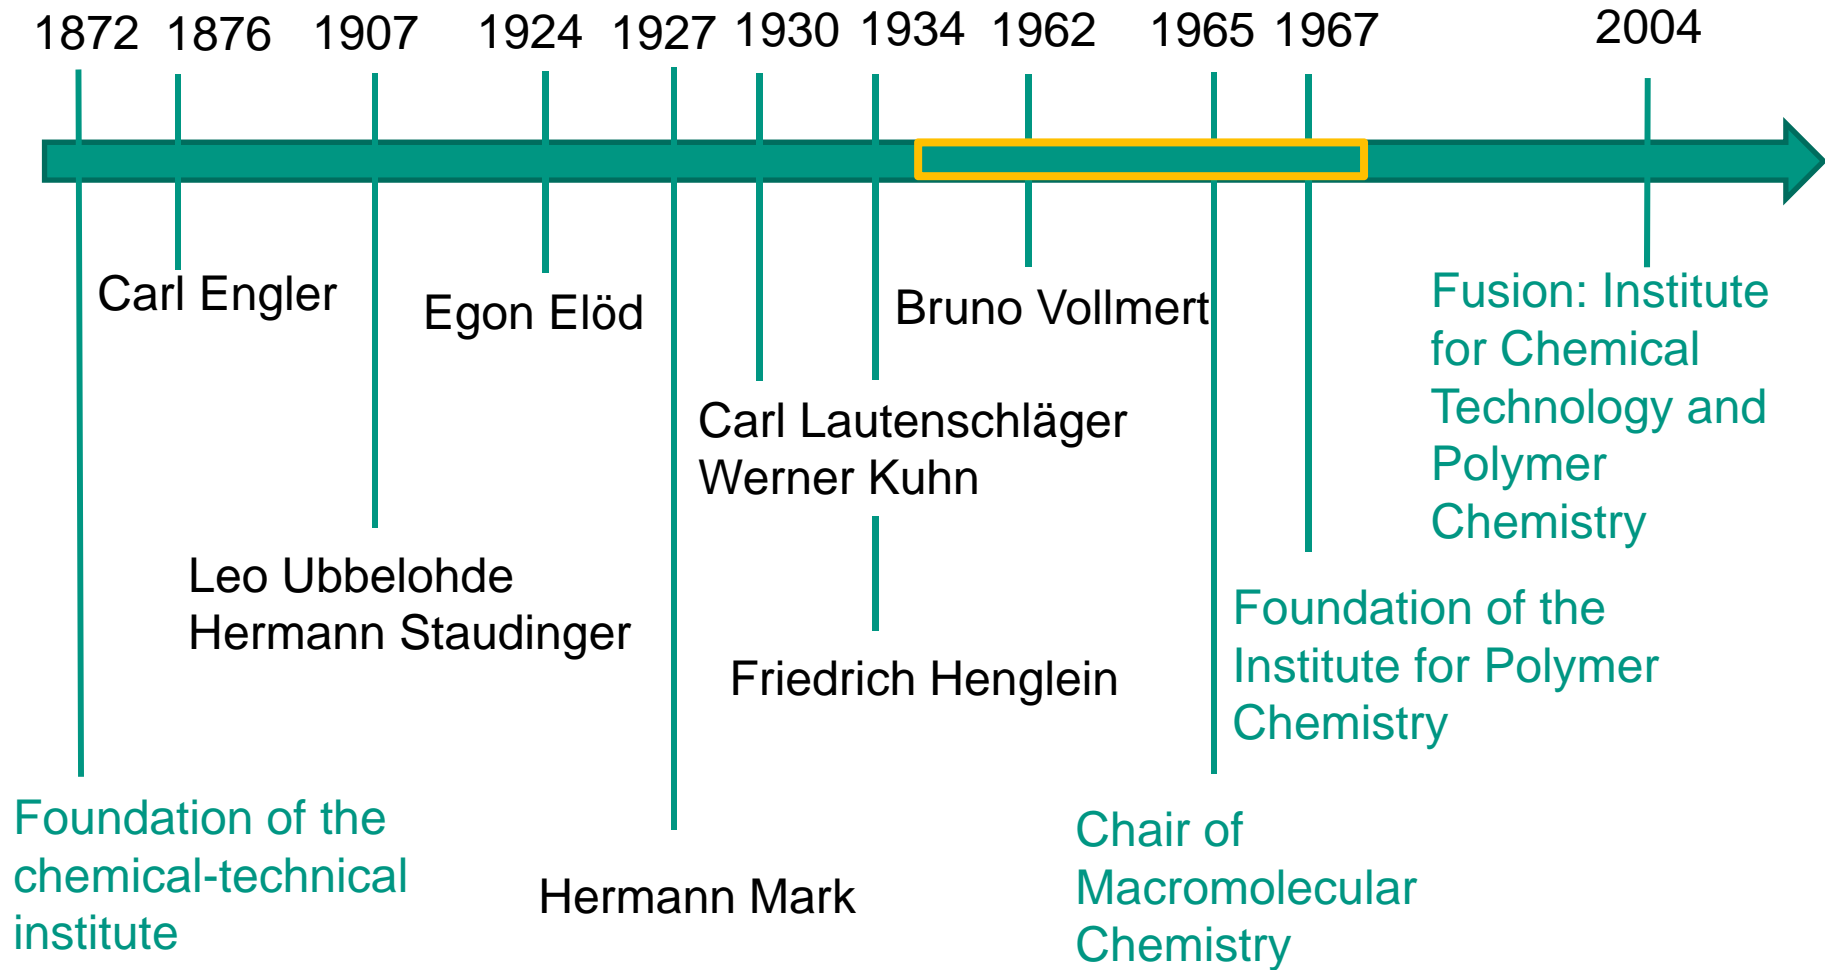 1872 1876 1907 1924 1927 1930 1934 1962 1965 1967 2004
Carl Engler
Egon Elöd
Bruno Vollmert
Fusion: Institute
for Chemical
Technology and
Polymer
Chemistry
Carl Lautenschläger
Werner Kuhn
Leo Ubbelohde
Hermann Staudinger
Friedrich Henglein
Foundation of the
Institute for Polymer
Chemistry
Foundation of the
chemical-technical
institute
Hermann Mark
Chair of
Macromolecular
Chemistry